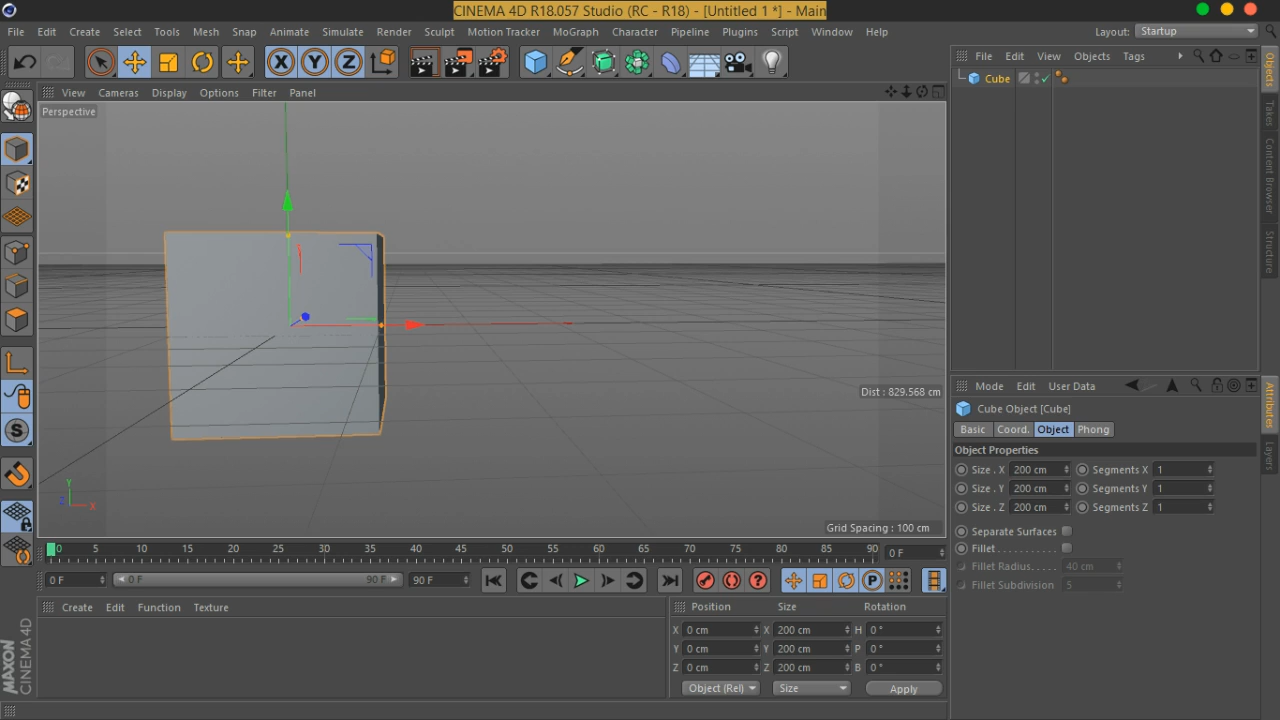 CINEMA 4D R18.057 Studio (RC - R18) - [Untitled 1 *] - Main
File Edit Create Select Tools Mesh Snap Animate Simulate Render Sculpt Motion Tracker MoGraph Character Pipeline Plugins Script Window Help Layout: Startup
X Y Z
File Edit View Objects Tags
View Cameras Display Options Filter Panel
Cube
Perspective
Objects
Takes
Content Browser
Structure
Dist : 829.568 cm
Y
Z X
Grid Spacing : 100 cm
Mode Edit User Data
Cube Object [Cube]
Basic Coord. Object Phong
Object Properties
Size . X 200 cm Segments X 1
Size . Y 200 cm Segments Y 1
Size . Z 200 cm Segments Z 1
Separate Surfaces
Fillet . . . . . . . . . . .
Fillet Radius. . . . . 40 cm
Fillet Subdivision 5
Attributes
Layers
0 5 10 15 20 25 30 35 40 45 50 55 60 65 70 75 80 85 90 0 F
0 F 0 F 90 F 90 F P
Create Edit Function Texture
Position Size Rotation
X 0 cm X 200 cm H 0 °
Y 0 cm Y 200 cm P 0 °
Z 0 cm Z 200 cm B 0 °
Object (Rel) Size Apply
MAXON
CINEMA 4D